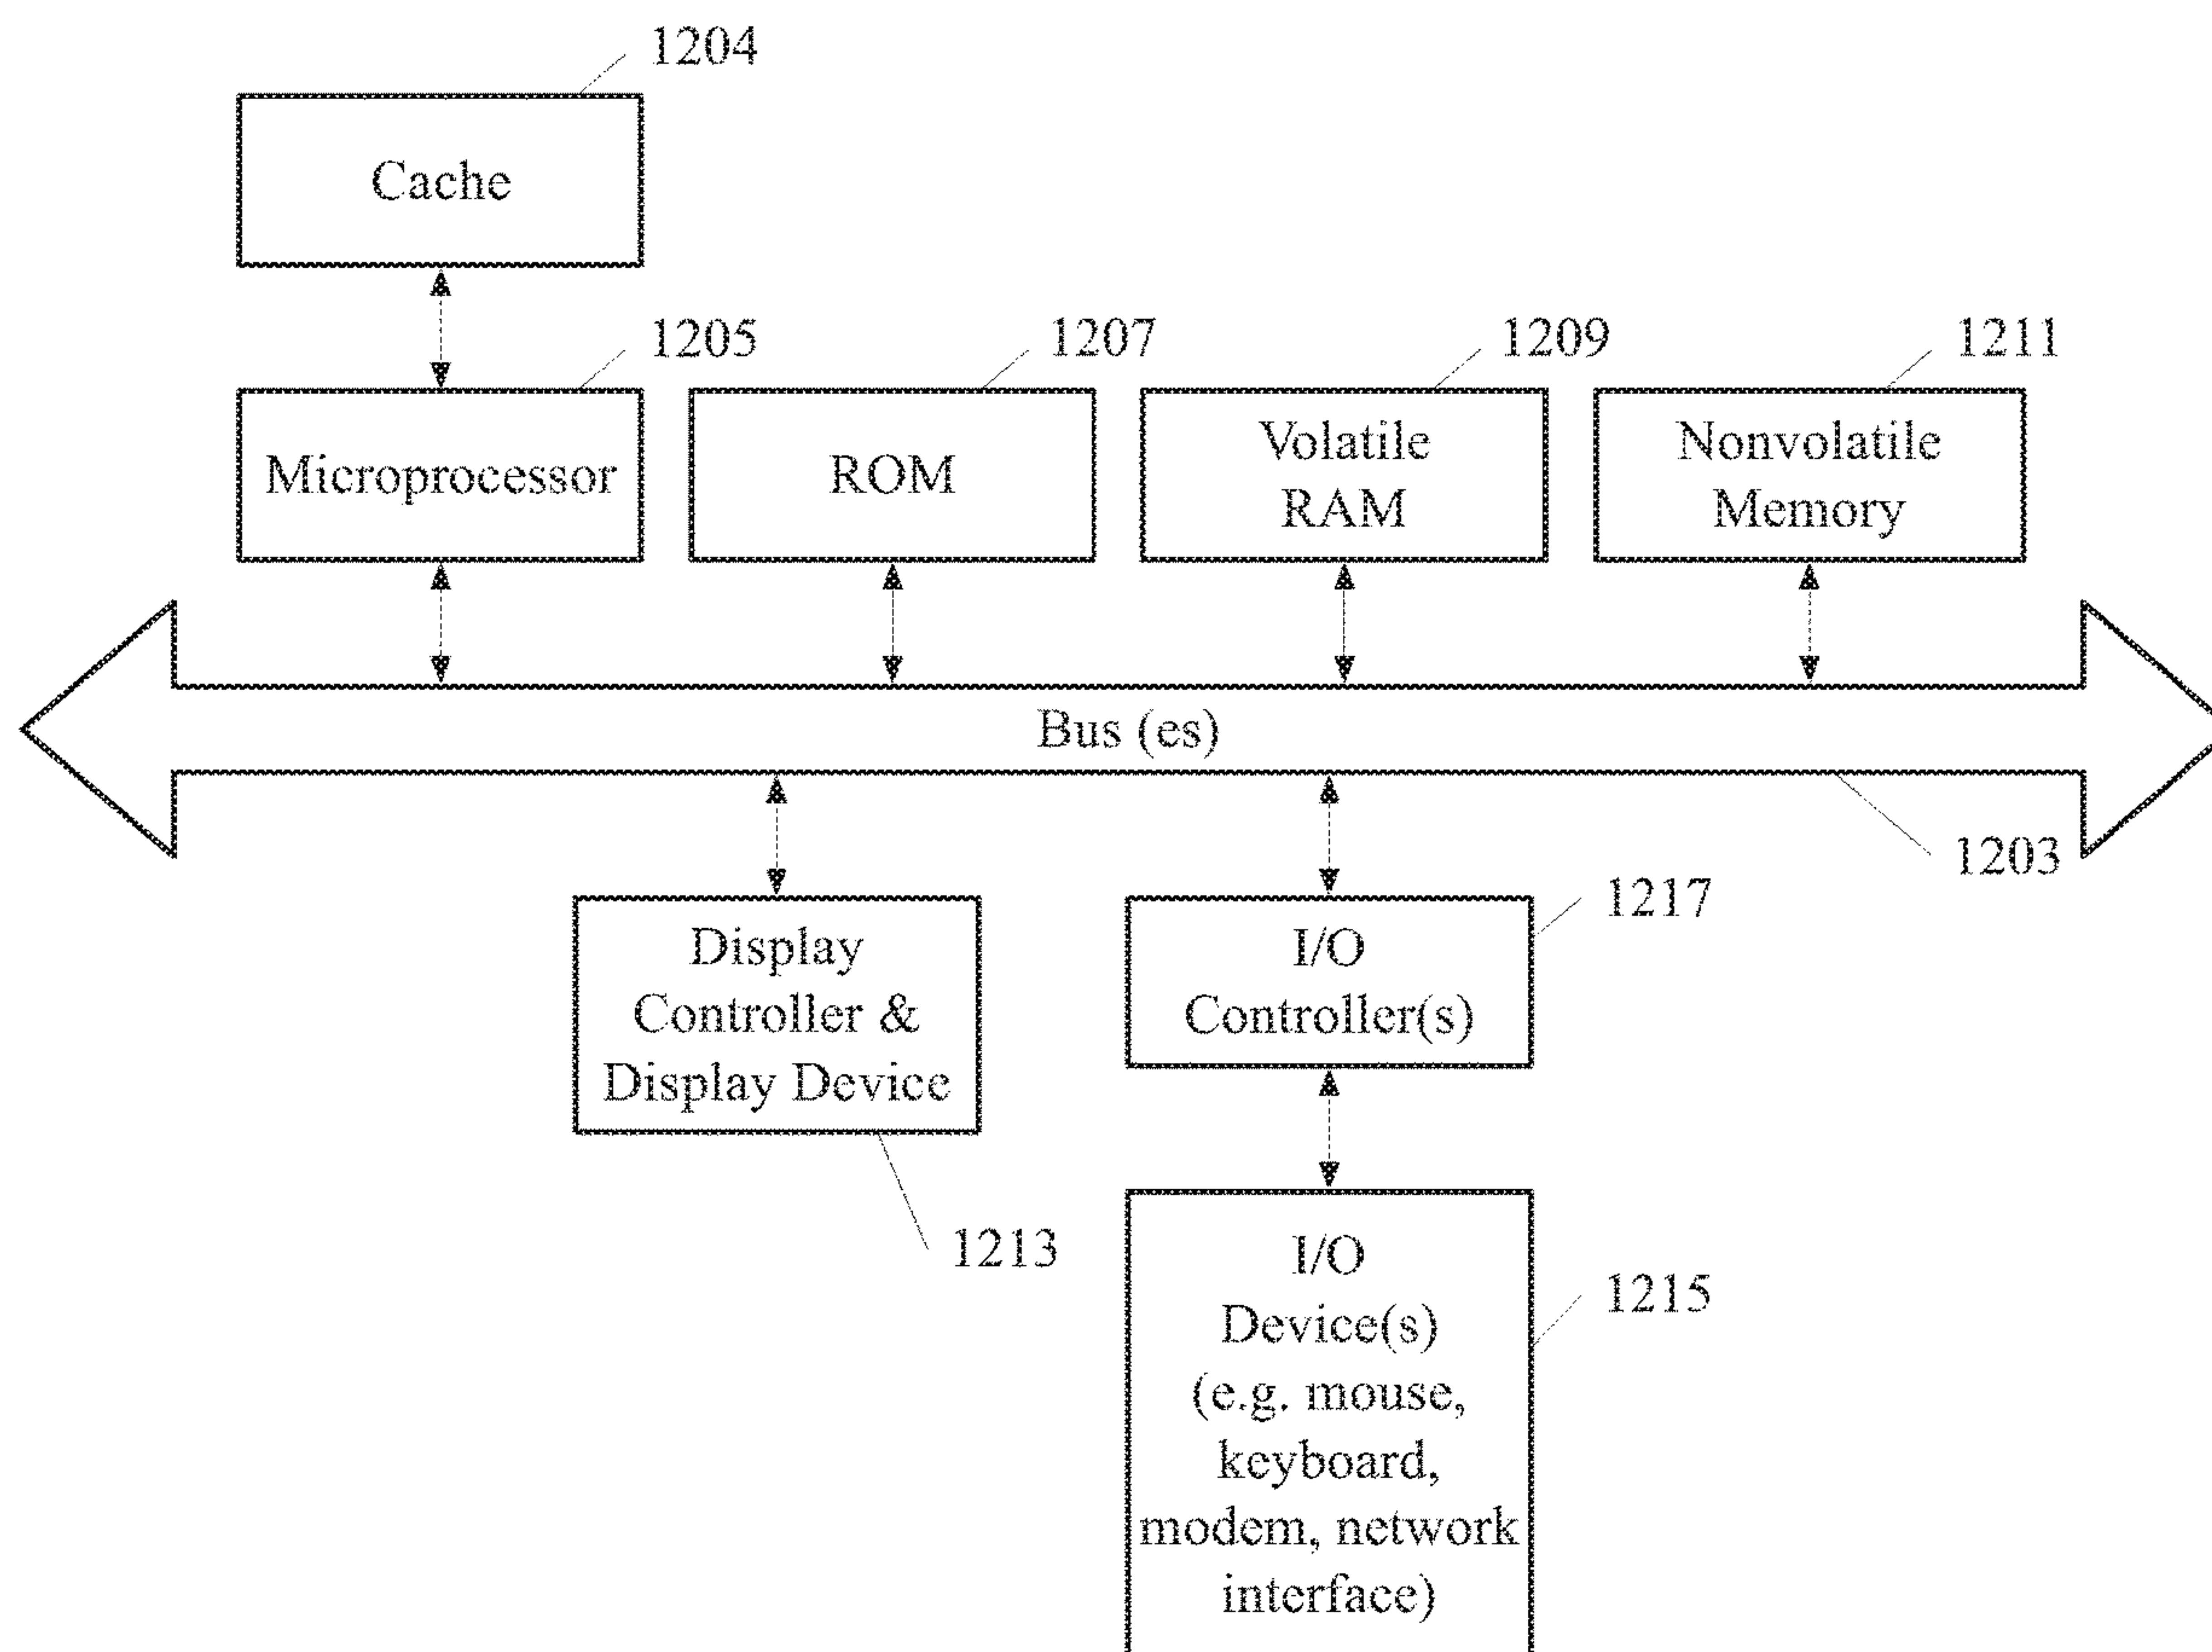 1204
Cache
1205
1207
1209
1211
Microprocessor
ROM
Volatile
RAM
Nonvolatile
Memory
Bus (es)
1203
1217
Display
Controller &
Display Device
I/O
Controller(s)
1213
I/O
Device(s)
(e.g. mouse,
keyboard,
modem, network
interface)
1215